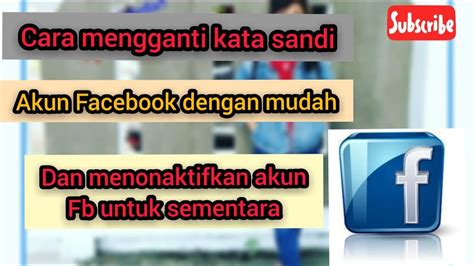 Subscribe
Cara mengganti kata sandi
Akun Facebook dengan mudah
Dan menonaktifkan akun
Fb untuk sementara
f